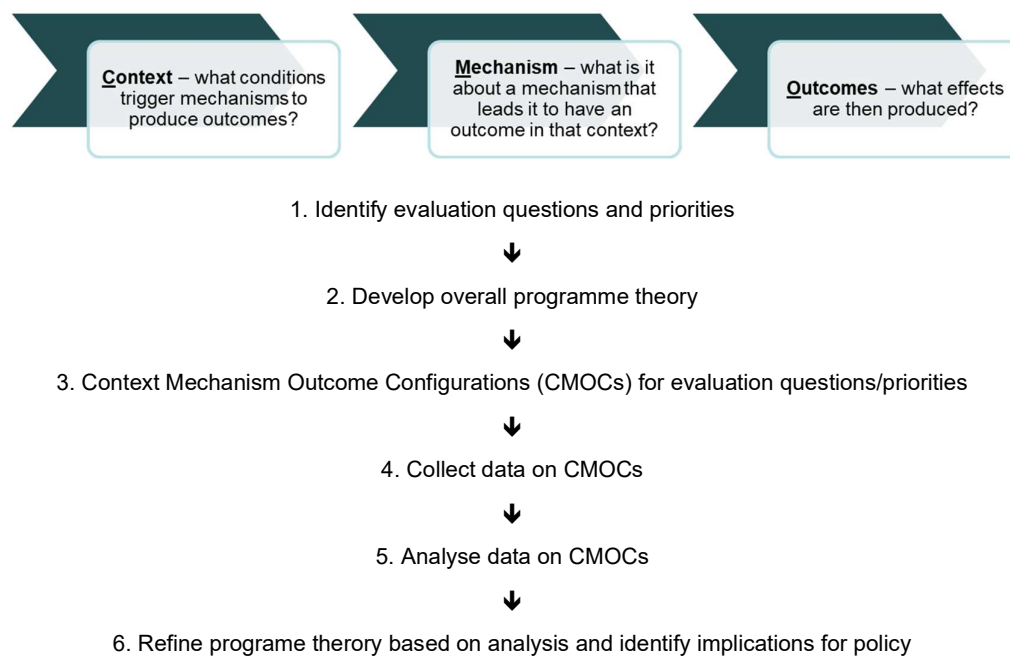 Context – what conditions
trigger mechanisms to
produce outcomes?
Mechanism – what is it
about a mechanism that
leads it to have an
outcome in that context?
Outcomes – what effects
are then produced?
1. Identify evaluation questions and priorities
2. Develop overall programme theory
3. Context Mechanism Outcome Configurations (CMOCs) for evaluation questions/priorities
4. Collect data on CMOCs
5. Analyse data on CMOCs
6. Refine programe therory based on analysis and identify implications for policy